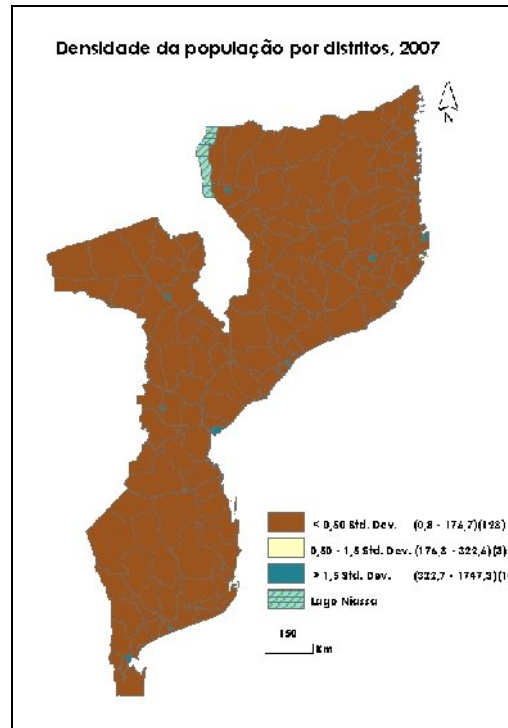 Densidade da população por distritos, 2007
N
< 0,50 Std. Dev. (0,8 - 176,7)(128)
0,50 - 1,5 Std. Dev. (176,8 - 322,6)(3)
> 1,5 Std. Dev. (322,7 - 1747,3)(1
Lago Niassa
150
Km